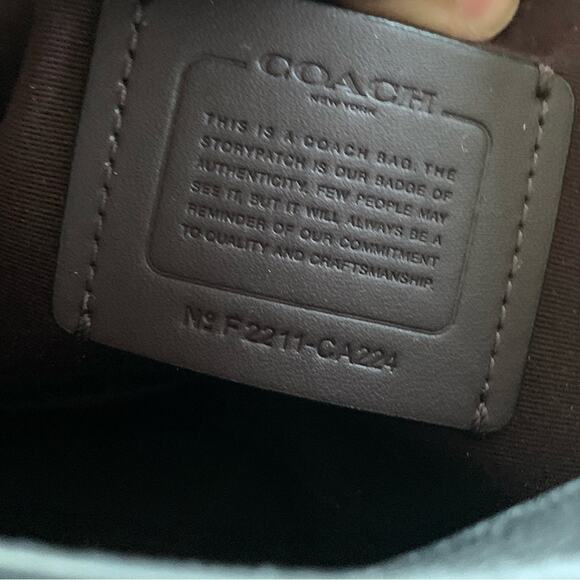 COACH
NEW YORK
THIS IS A COACH BAG. THE
STORYPATCH IS OUR BADGE OF
AUTHENTICITY. FEW PEOPLE MAY
SEE IT, BUT IT WILL ALWAYS BE A
REMINDER OF OUR COMMITMENT
TO QUALITY AND CRAFTSMANSHIP.
Nº F2211-CA224